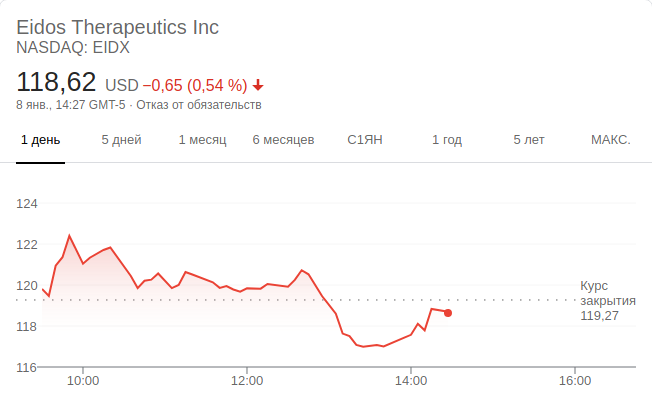 Eidos Therapeutics Inc
NASDAQ: EIDX
118,62 USD −0,65 (0,54 %)
8 янв., 14:27 GMT-5 · Отказ от обязательств
1 день 5 дней 1 месяц 6 месяцев С1ЯН 1 год 5 лет МАКС.
124
122
120
118
116
Курс
закрытия
119,27
10:00 12:00 14:00 16:00